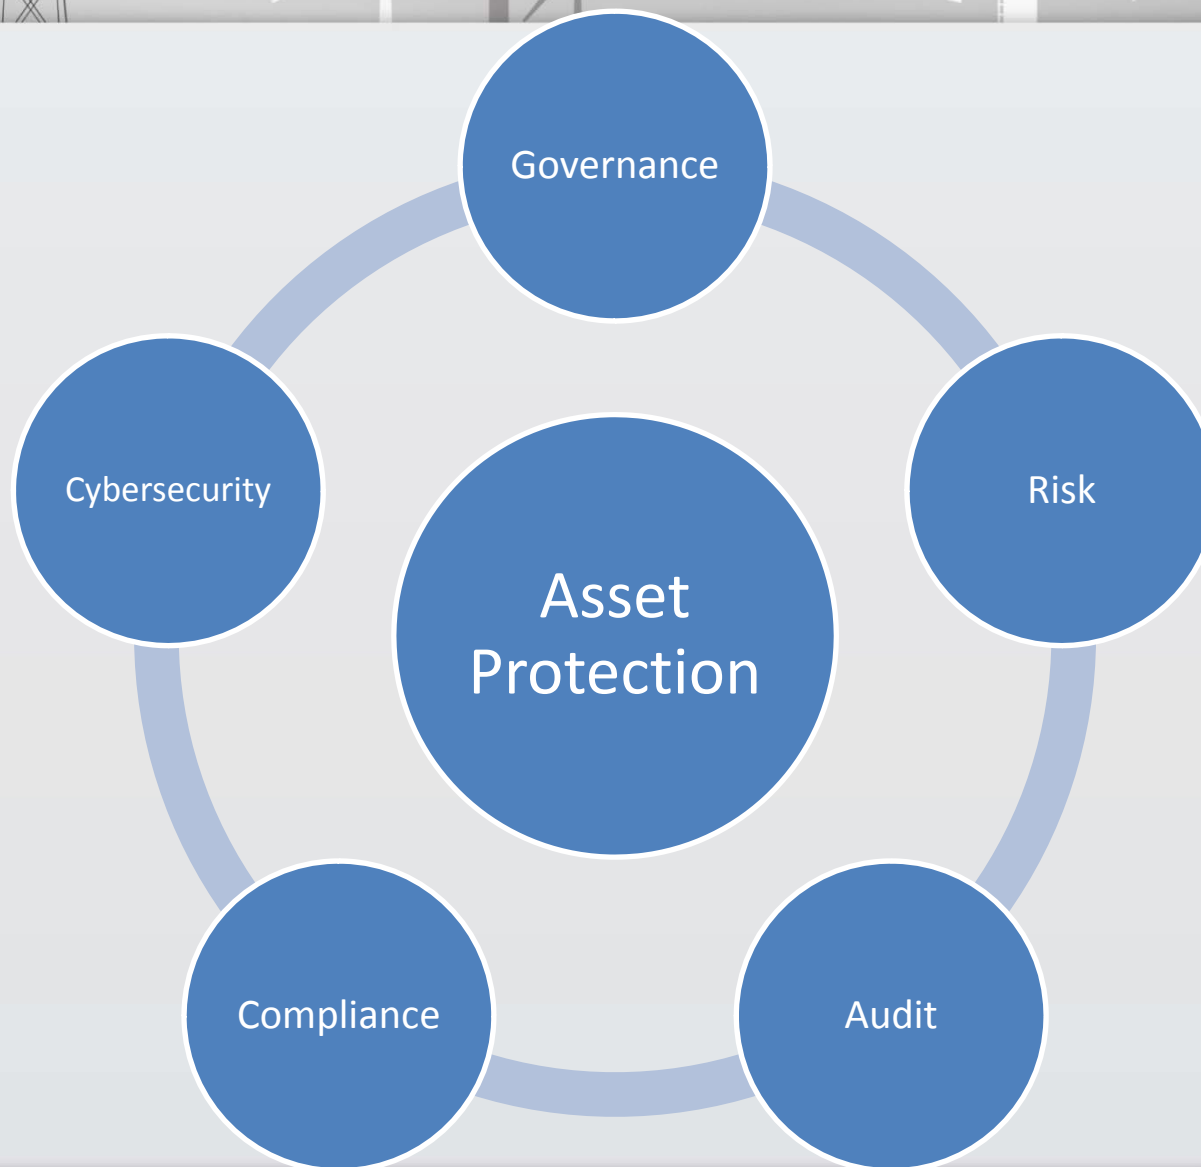 Governance
Cybersecurity
Risk
Asset
Protection
Compliance
Audit